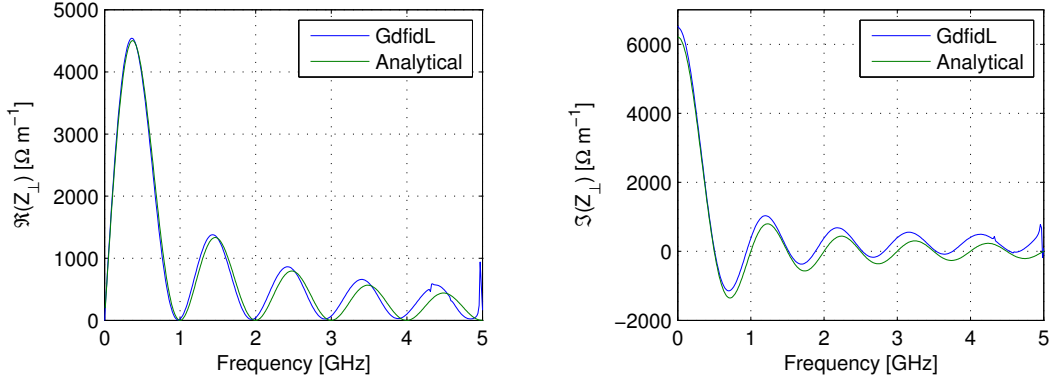 5000
4000
3000
2000
1000
0
0 1 2 3 4 5
Frequency [GHz]
ℜ(Z⊥) [Ω m⁻¹]
GdfidL
Analytical
6000
4000
2000
0
−2000
0 1 2 3 4 5
Frequency [GHz]
ℑ(Z⊥) [Ω m⁻¹]
GdfidL
Analytical